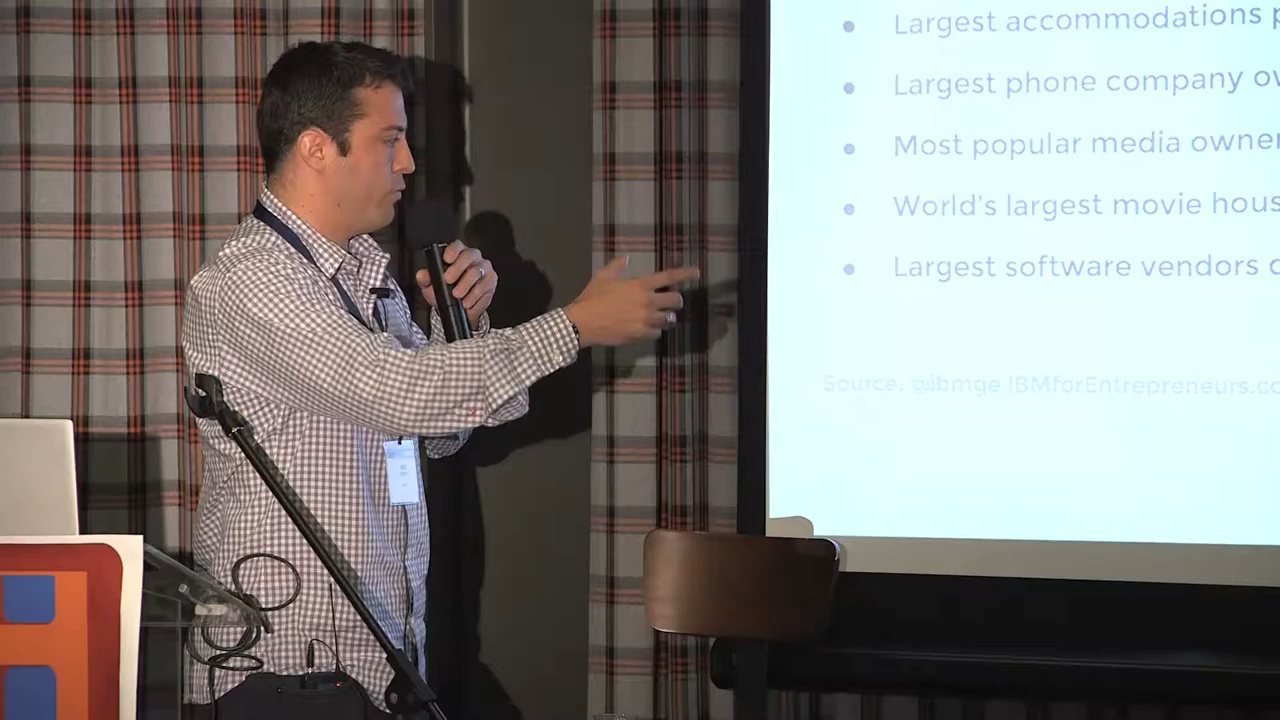 Largest accommodations
Largest phone company
Most popular media
World's largest movie
Largest software vendors
Source. @ibmge IBMforEntrepreneurs.co